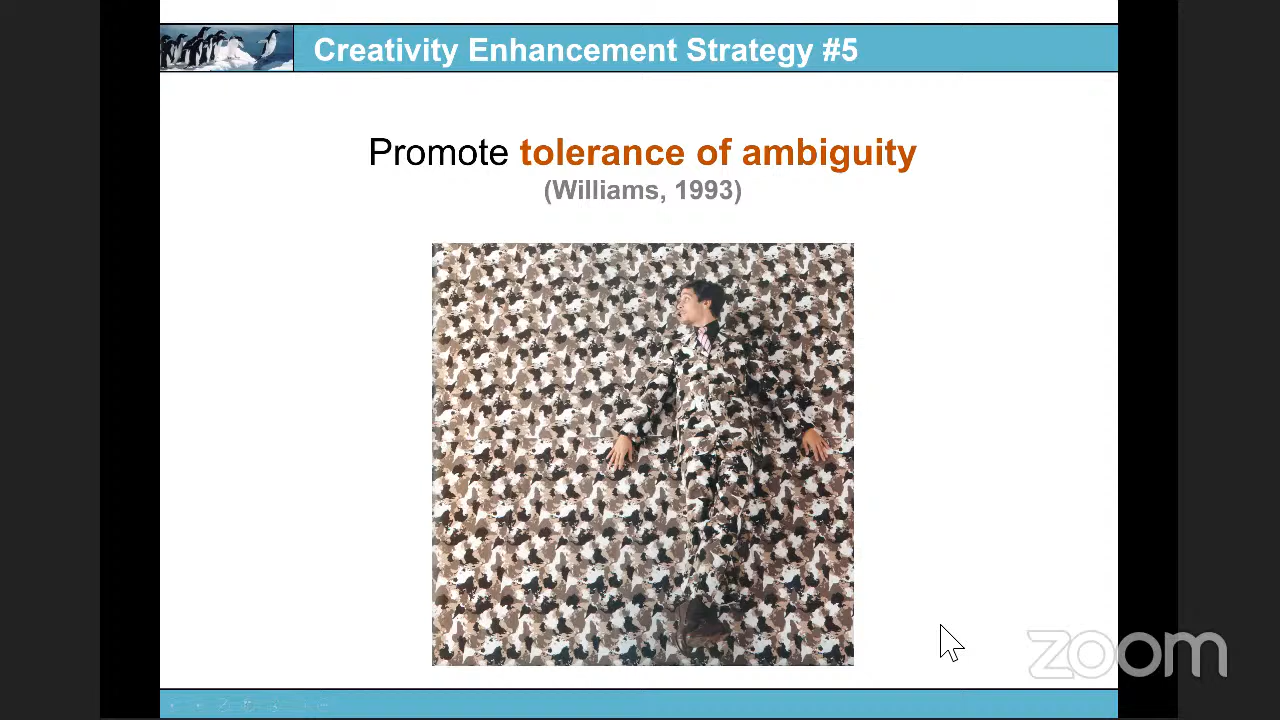 Creativity Enhancement Strategy #5
Promote tolerance of ambiguity
(Williams, 1993)
zoom